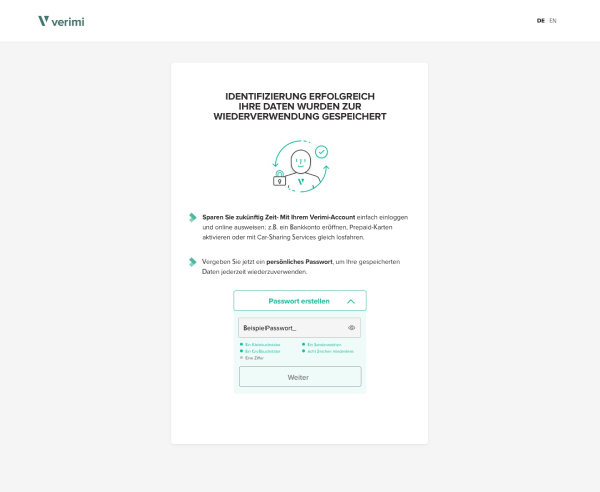 verimi
DE | EN
IDENTIFIZIERUNG ERFOLGREICH
IHRE DATEN WURDEN ZUR
WIEDERVERWENDUNG GESPEICHERT
Sparen Sie zukünftig Zeit- Mit Ihrem Verimi-Account einfach einloggen
und online ausweisen: z.B. ein Bankkonto eröffnen, Prepaid-Karten
aktivieren oder mit Car-Sharing Services gleich losfahren.
Vergeben Sie jetzt ein persönliches Passwort, um Ihre gespeicherten
Daten jederzeit wiederzuverwenden.
Passwort erstellen
BeispielPasswort_
Ein Kleinbuchstabe
Ein Sonderzeichen
Ein Großbuchstabe
Acht Zeichen mindestens
Eine Ziffer
Weiter